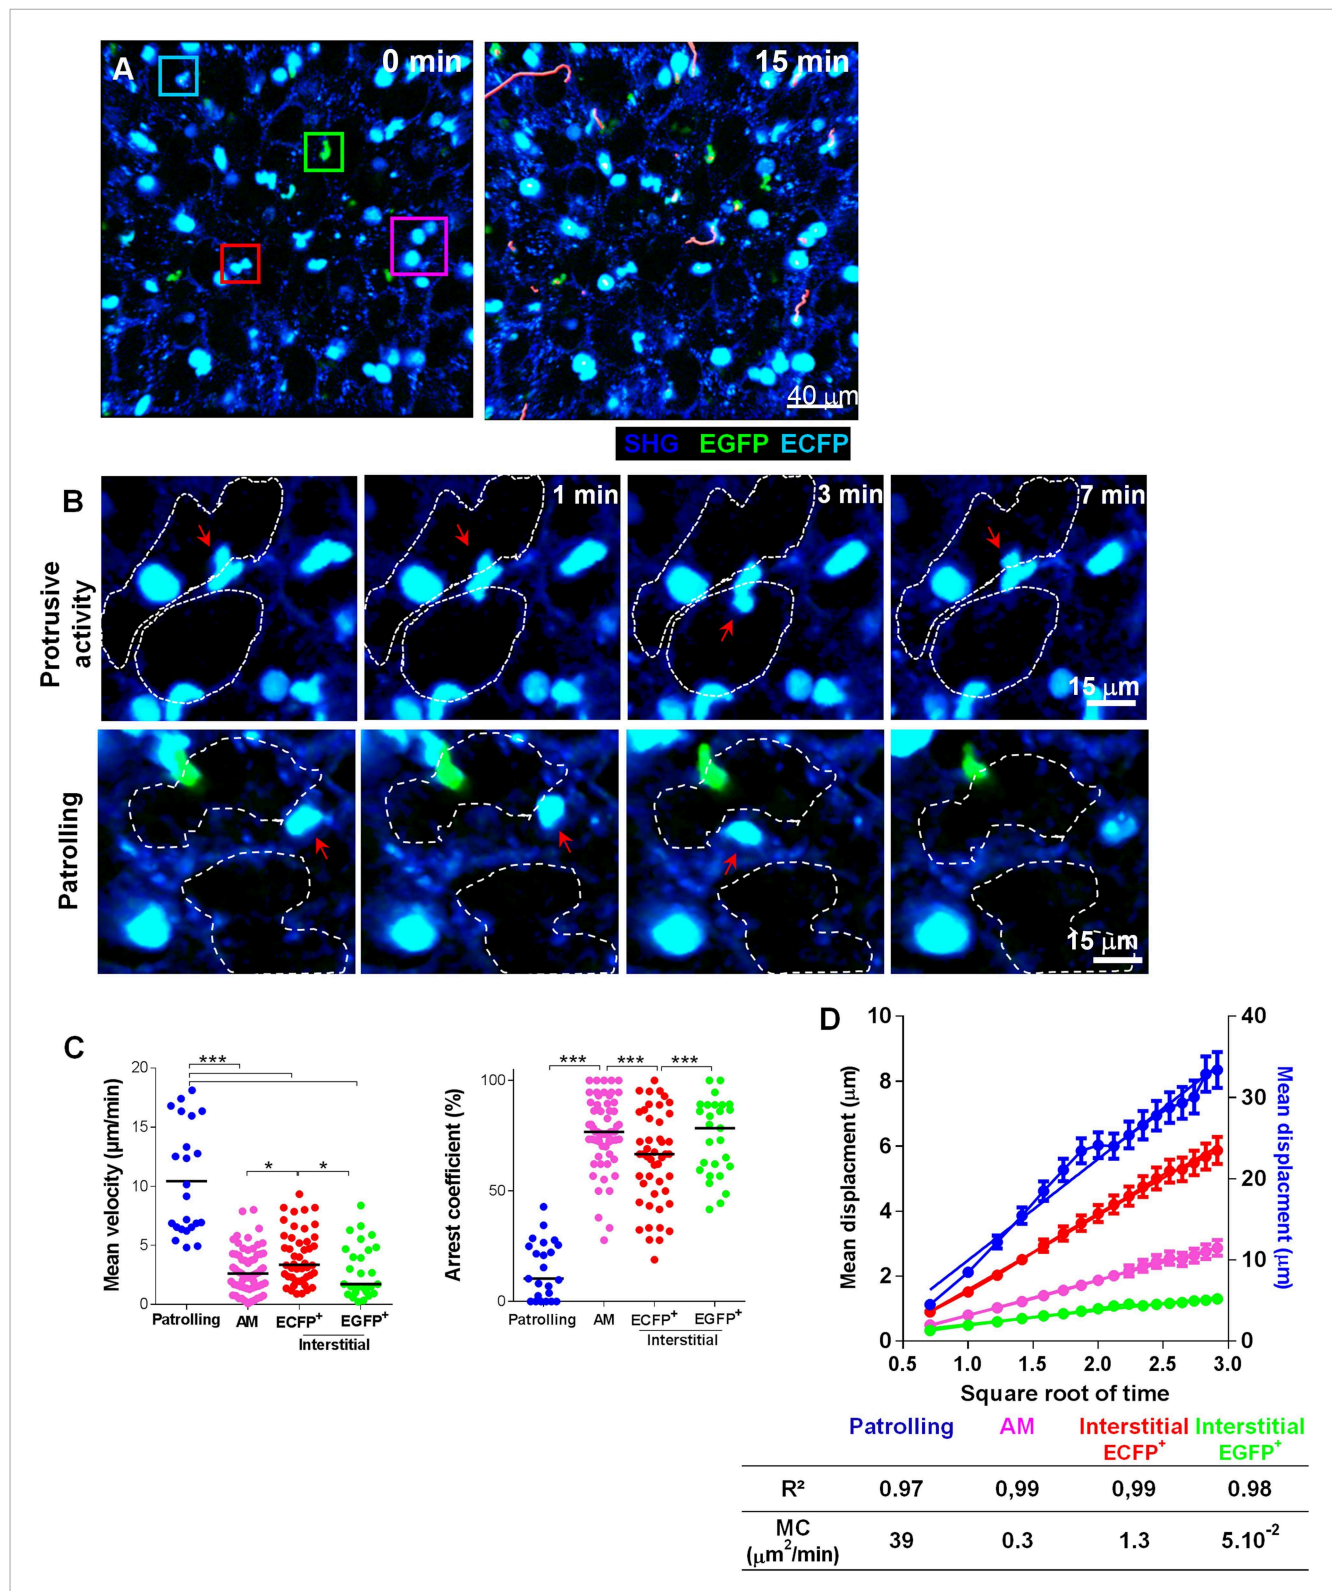 A
0 min
15 min
40 μm
SHG EGFP ECFP
B
1 min
3 min
7 min
Protrusive
activity
15 μm
Patrolling
15 μm
C
Mean velocity (μm/min)
20
15
10
5
0
***
*
*
Patrolling
AM
ECFP+
EGFP+
Interstitial
Arrest coefficient (%)
100
50
0
***
***
***
Patrolling
AM
ECFP+
EGFP+
Interstitial
D
Mean displacment (μm)
10
8
6
4
2
0
40
30
20
10
0
Mean displacment (μm)
0.5 1.0 1.5 2.0 2.5 3.0
Square root of time
Patrolling AM Interstitial Interstitial
ECFP+ EGFP+
R² 0.97 0,99 0,99 0.98
MC
(μm²/min) 39 0.3 1.3 5.10⁻²